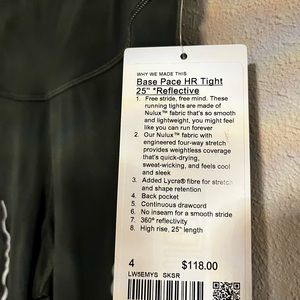 WHY WE MADE THIS
Base Pace HR Tight
25" *Reflective
1. Free stride, free mind. These
running tights are made of
Nulux™ fabric that's so smooth
and lightweight, you might feel
like you can run forever
2. Our Nulux™ fabric with
engineered four-way stretch
provides weightless coverage
that's quick-drying,
sweat-wicking, and feels cool
and sleek
3. Added Lycra® fibre for stretch
and shape retention
4. Back pocket
5. Continuous drawcord
6. No inseam for a smooth stride
7. 360° reflectivity
8. High rise, 25" length
4 $118.00
LW5EMYS SKSR